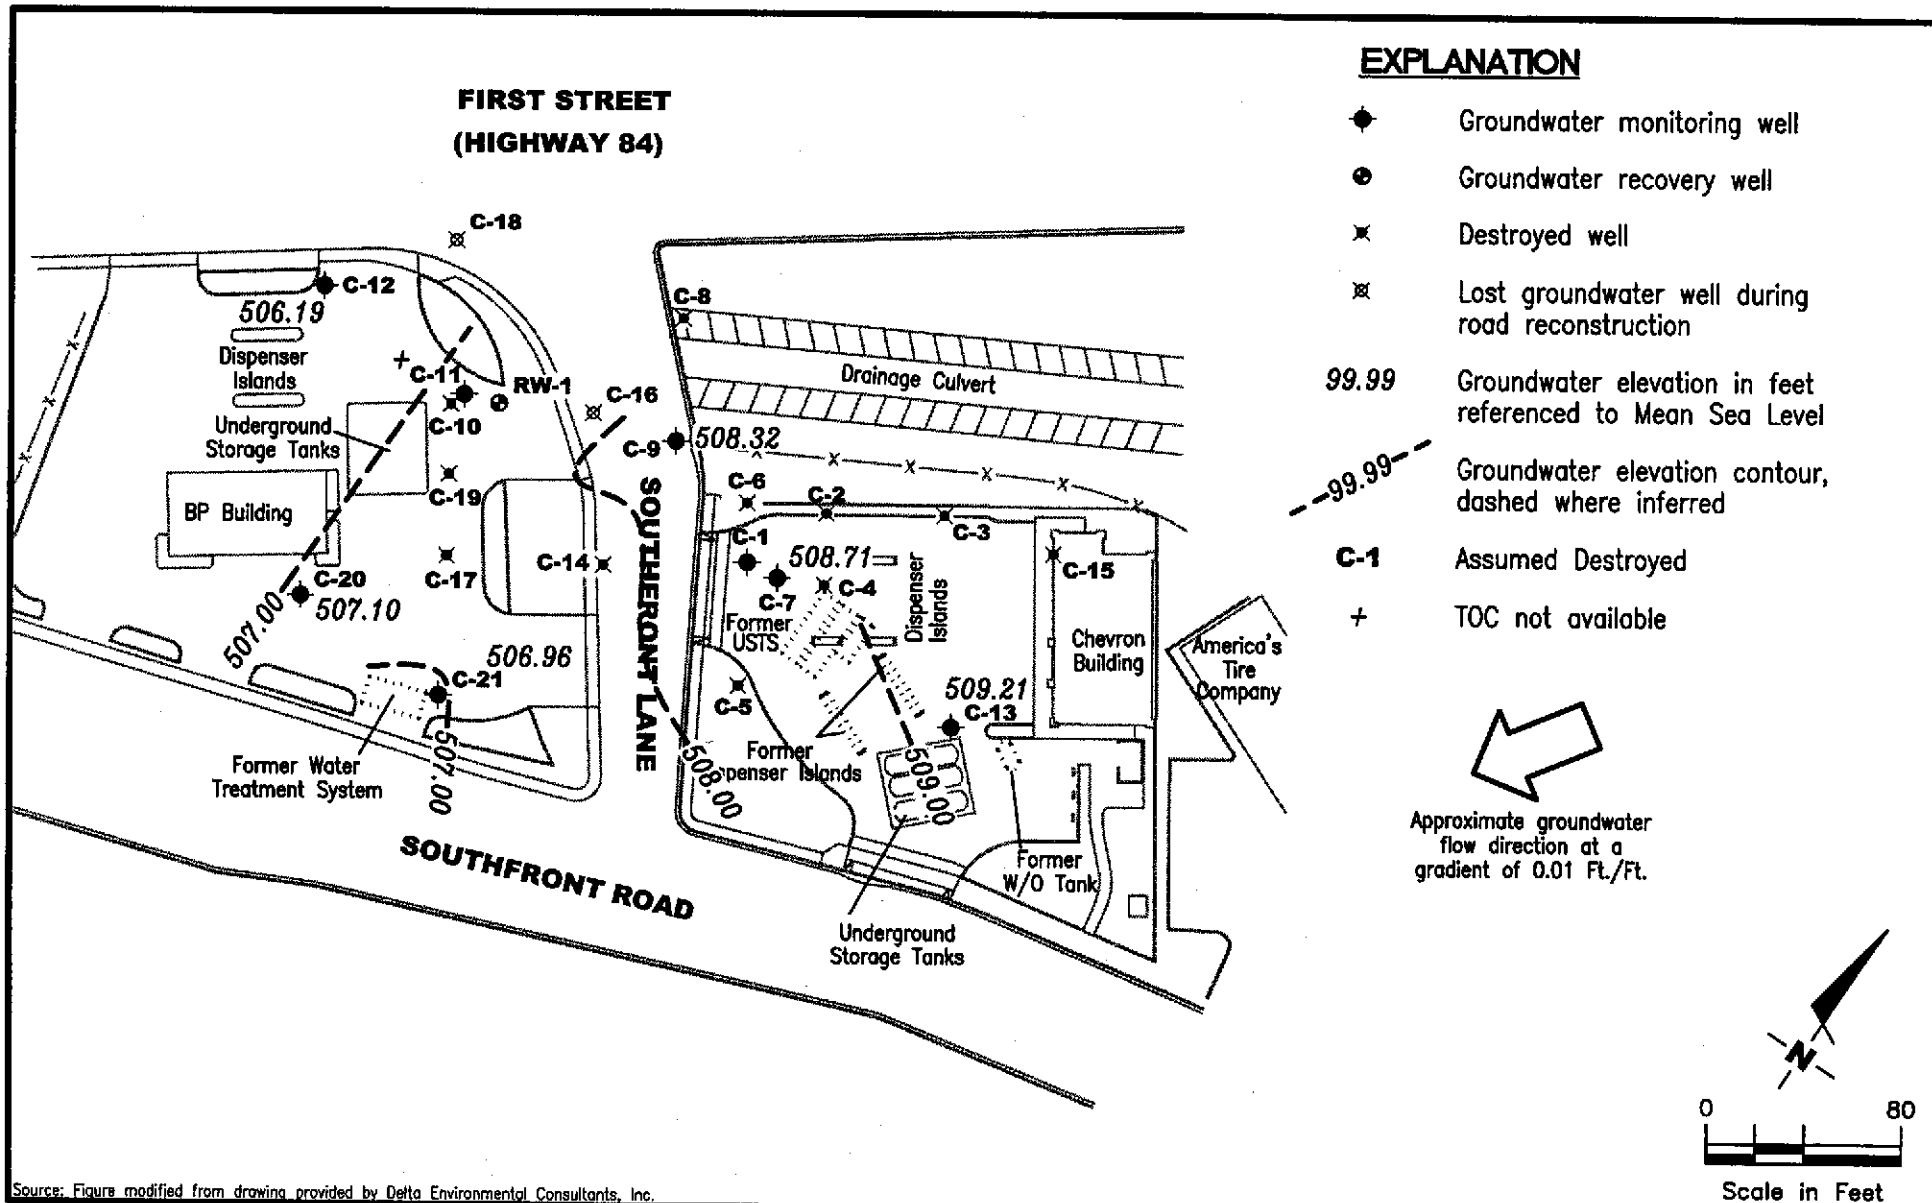 FIRST STREET
(HIGHWAY 84)
EXPLANATION
Groundwater monitoring well
Groundwater recovery well
Destroyed well
Lost groundwater well during
road reconstruction
99.99
Groundwater elevation in feet
referenced to Mean Sea Level
99.99
Groundwater elevation contour,
dashed where inferred
C-1
Assumed Destroyed
+
TOC not available
C-18
C-12
506.19
Dispenser
Islands
+
C-11
RW-1
C-10
Underground
Storage Tanks
C-19
BP Building
C-17
C-20
507.10
507.00
506.96
C-21
507.00
Former Water
Treatment System
C-16
C-14
C-8
Drainage Culvert
C-9
508.32
C-6
C-2
C-3
C-1
508.71
C-7
C-4
C-15
Former
USTS
Dispenser
Islands
Chevron
Building
America's
Tire
Company
C-5
509.21
C-13
Former
penser Islands
508.00
509.00
Former
W/O Tank
Underground
Storage Tanks
SOUTHFRONT LANE
SOUTHFRONT ROAD
Approximate groundwater
flow direction at a
gradient of 0.01 Ft./Ft.
N
0 80
Scale in Feet
Source: Figure modified from drawing provided by Delta Environmental Consultants, Inc.